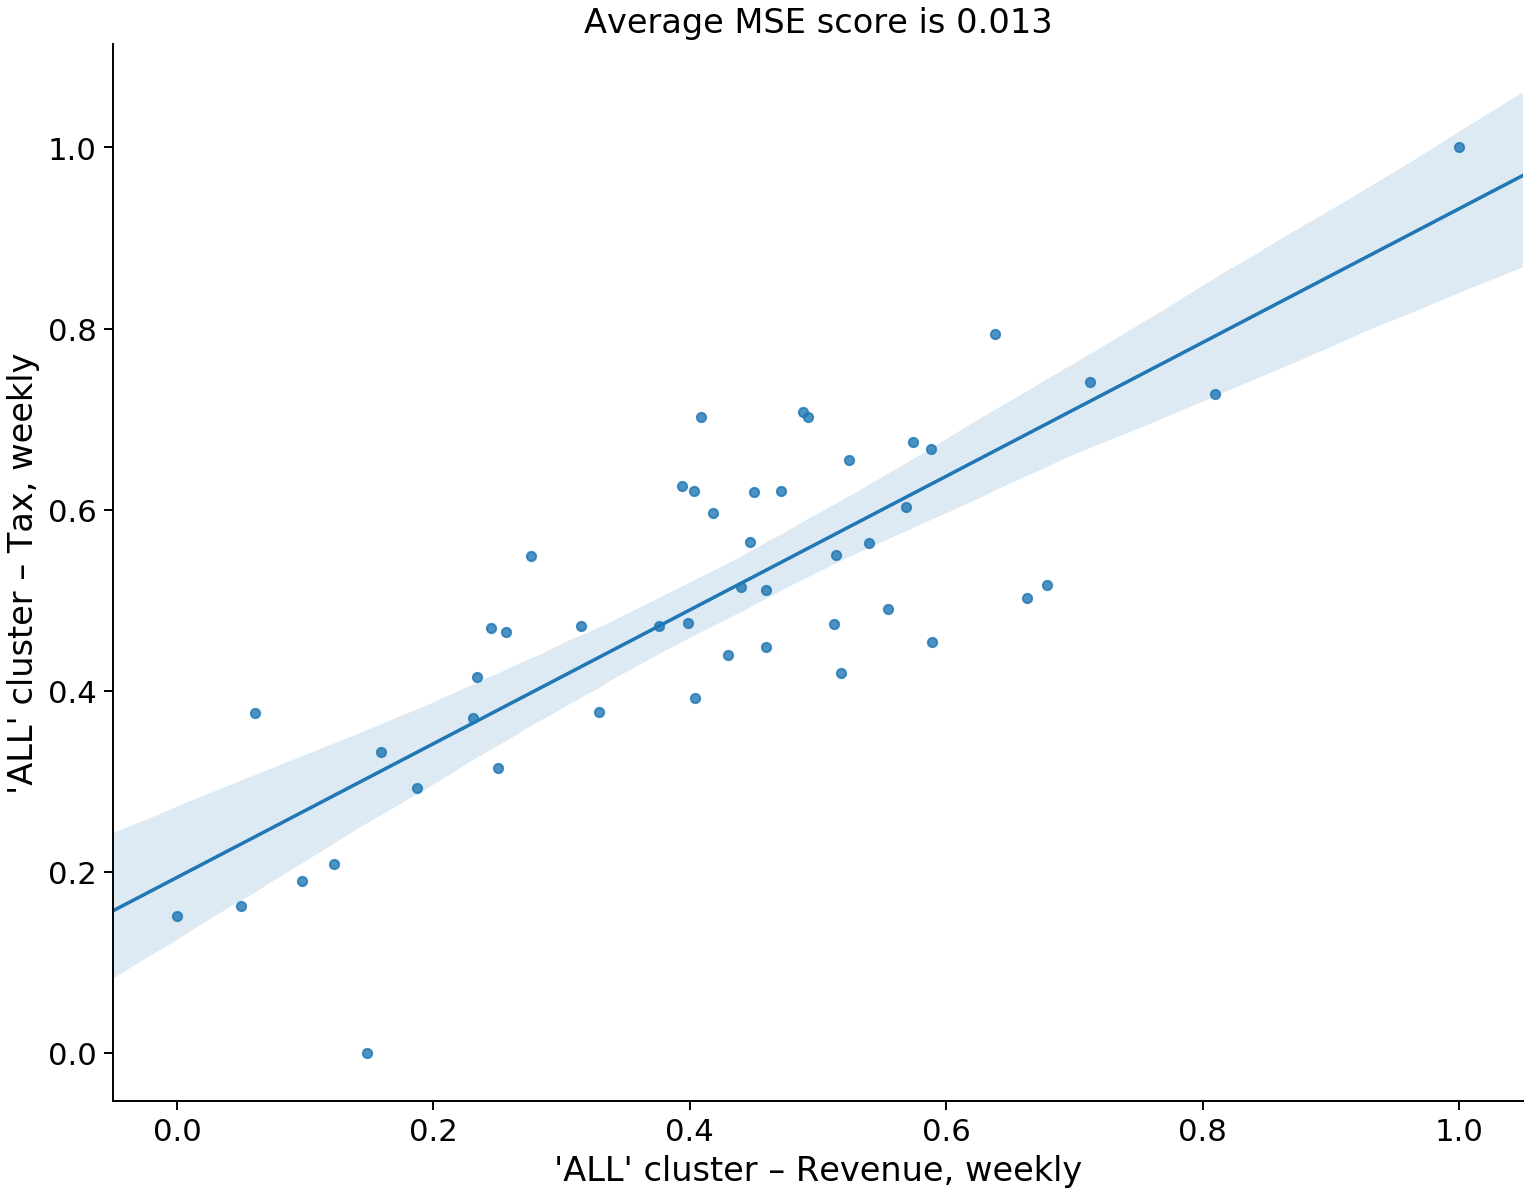 Average MSE score is 0.013
'ALL' cluster – Tax, weekly
1.0
0.8
0.6
0.4
0.2
0.0
0.0 0.2 0.4 0.6 0.8 1.0
'ALL' cluster – Revenue, weekly